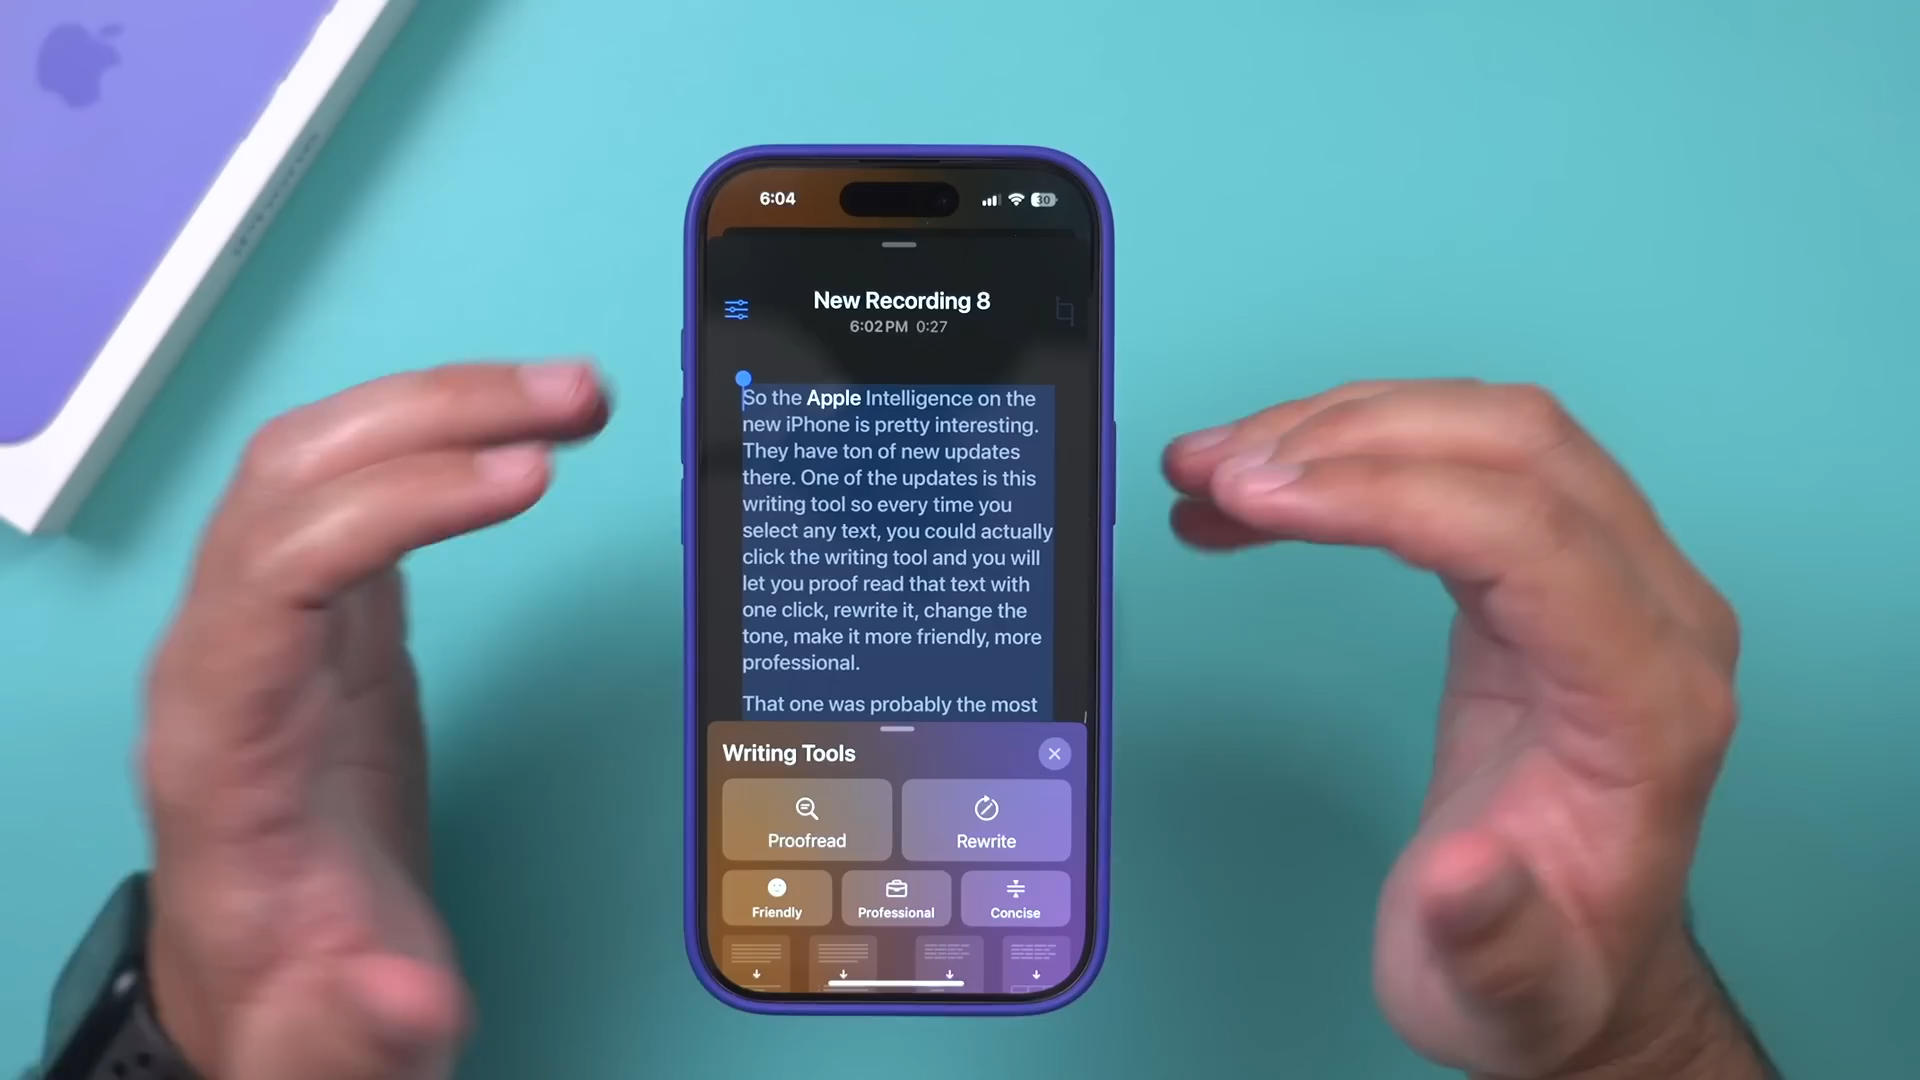 iPhone
6:04
30
New Recording 8
6:02 PM 0:27
So the Apple Intelligence on the
new iPhone is pretty interesting.
They have ton of new updates
there. One of the updates is this
writing tool so every time you
select any text, you could actually
click the writing tool and you will
let you proof read that text with
one click, rewrite it, change the
tone, make it more friendly, more
professional.
That one was probably the most
Writing Tools
Proofread
Rewrite
Friendly
Professional
Concise